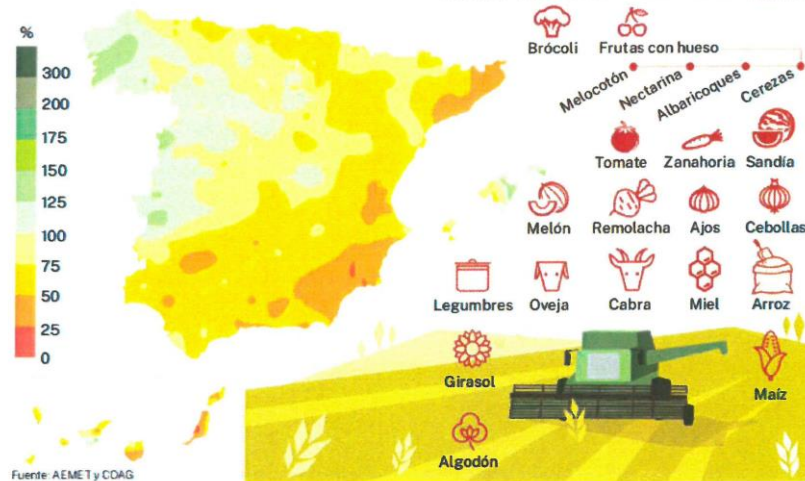 %
300
200
175
150
125
100
75
50
25
0
Brócoli
Frutas con hueso
Melocotón
Nectarina
Albaricoques
Cerezas
Tomate
Zanahoria
Sandía
Melón
Remolacha
Ajos
Cebollas
Legumbres
Oveja
Cabra
Miel
Arroz
Girasol
Maíz
Algodón
Fuente: AEMET y COAG